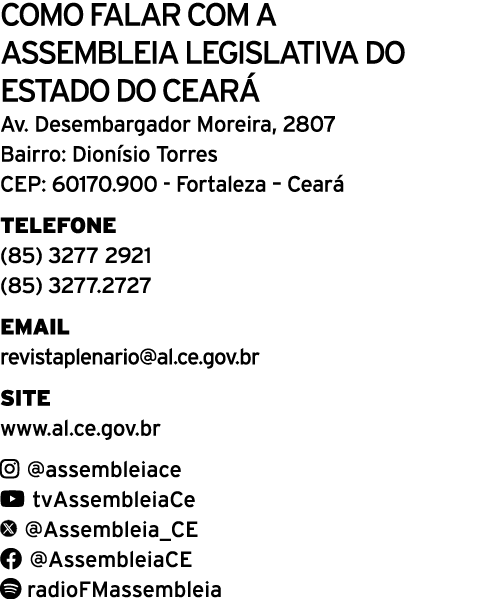 COMO FALAR COM A
ASSEMBLEIA LEGISLATIVA DO
ESTADO DO CEARÁ
Av. Desembargador Moreira, 2807
Bairro: Dionísio Torres
CEP: 60170.900 - Fortaleza – Ceará
TELEFONE
(85) 3277 2921
(85) 3277.2727
EMAIL
revistaplenario@al.ce.gov.br
SITE
www.al.ce.gov.br
@assembleiace
tvAssembleiaCe
@Assembleia_CE
@AssembleiaCE
radioFMassembleia